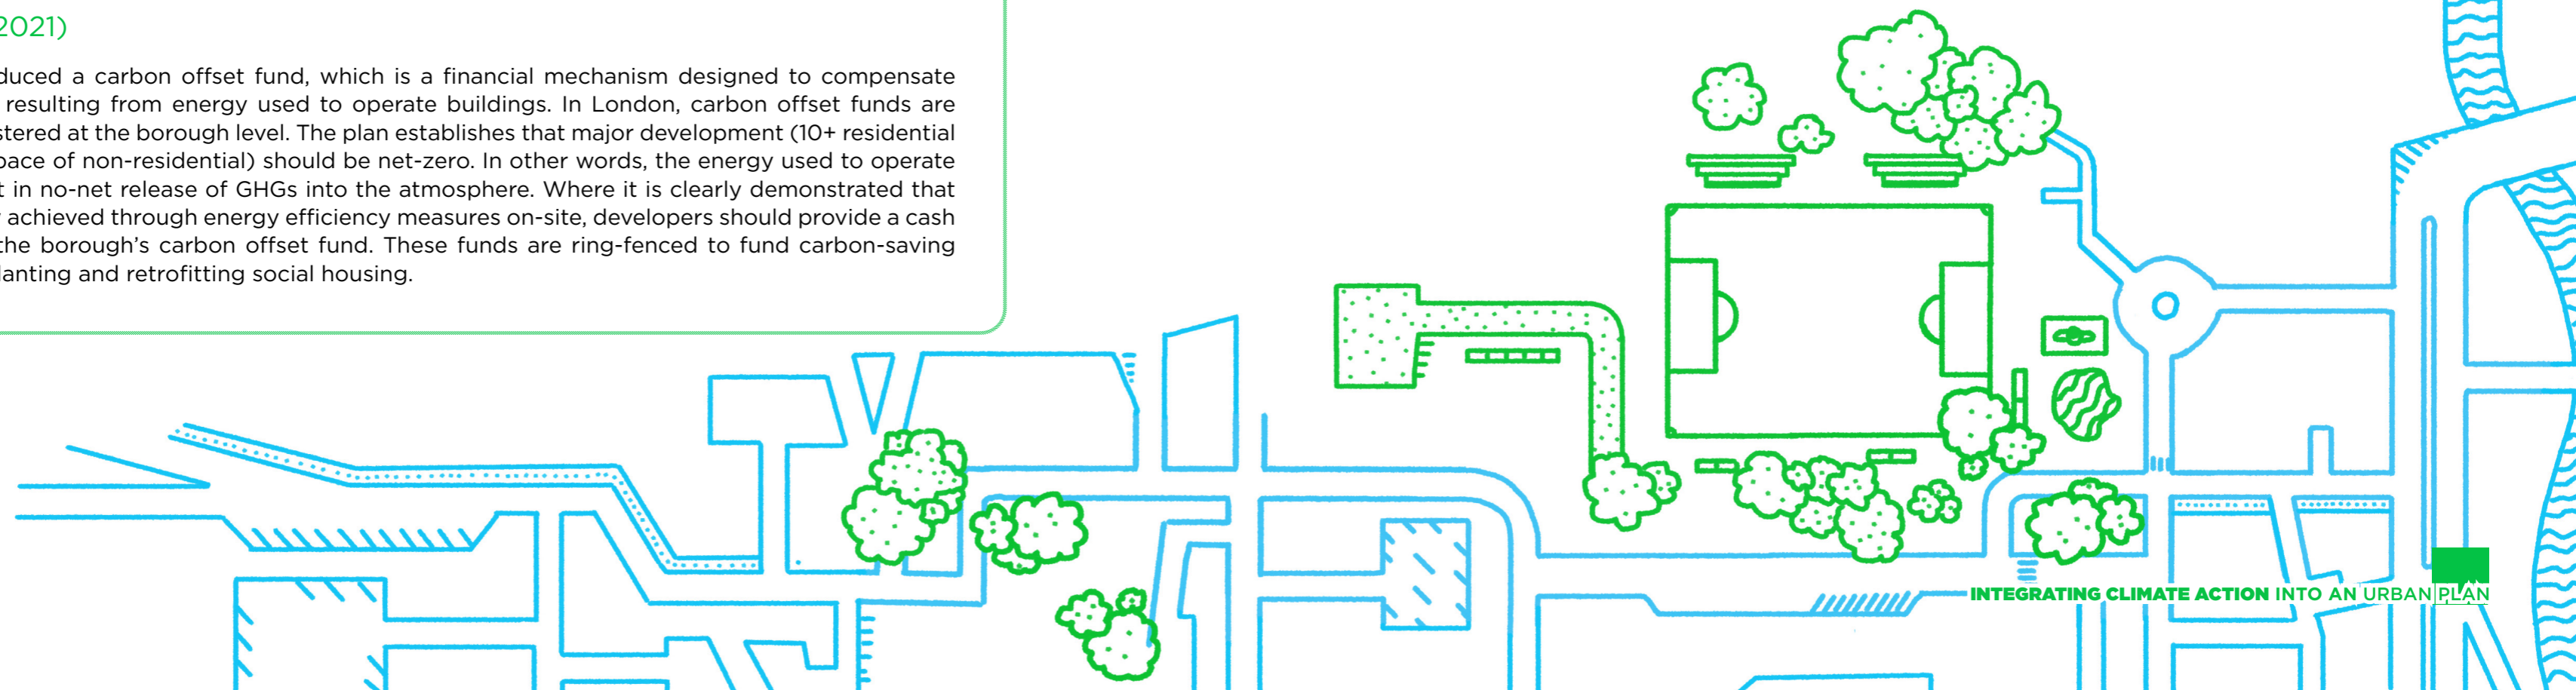 2021)
duced a carbon offset fund, which is a financial mechanism designed to compensate
resulting from energy used to operate buildings. In London, carbon offset funds are
stered at the borough level. The plan establishes that major development (10+ residential
pace of non-residential) should be net-zero. In other words, the energy used to operate
t in no-net release of GHGs into the atmosphere. Where it is clearly demonstrated that
achieved through energy efficiency measures on-site, developers should provide a cash
the borough's carbon offset fund. These funds are ring-fenced to fund carbon-saving
lanting and retrofitting social housing.
INTEGRATING CLIMATE ACTION INTO AN URBAN PLAN